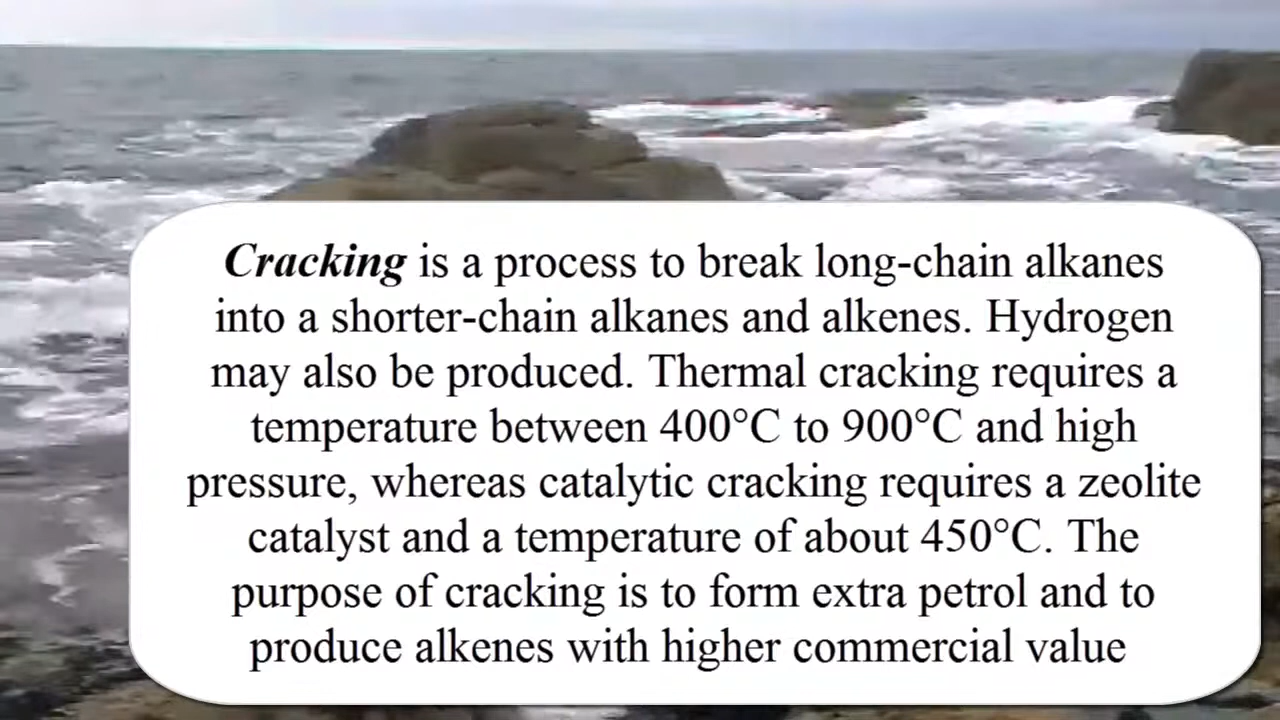 Cracking is a process to break long-chain alkanes
into a shorter-chain alkanes and alkenes. Hydrogen
may also be produced. Thermal cracking requires a
temperature between 400°C to 900°C and high
pressure, whereas catalytic cracking requires a zeolite
catalyst and a temperature of about 450°C. The
purpose of cracking is to form extra petrol and to
produce alkenes with higher commercial value